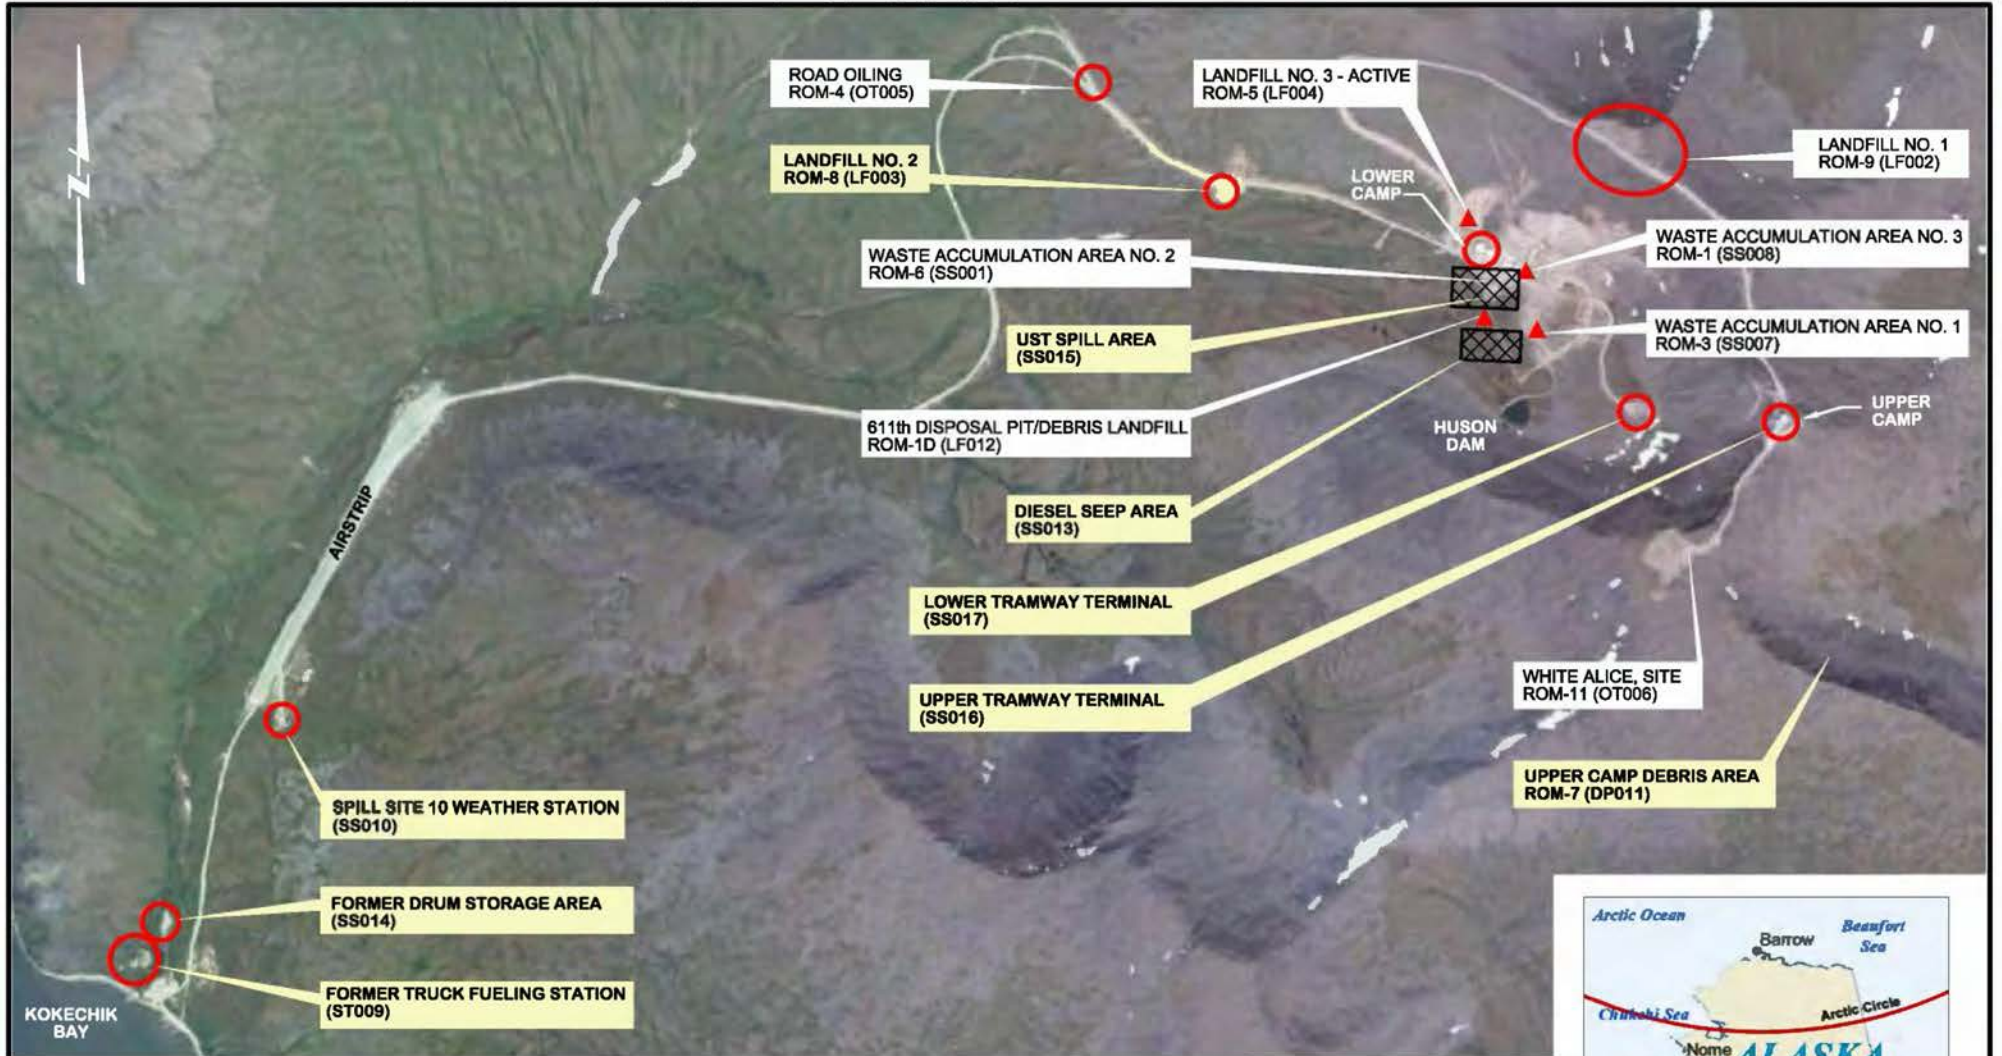 N
ROAD OILING
ROM-4 (OT005)
LANDFILL NO. 3 - ACTIVE
ROM-5 (LF004)
LANDFILL NO. 1
ROM-9 (LF002)
LANDFILL NO. 2
ROM-8 (LF003)
LOWER
CAMP
WASTE ACCUMULATION AREA NO. 2
ROM-6 (SS001)
WASTE ACCUMULATION AREA NO. 3
ROM-1 (SS008)
UST SPILL AREA
(SS015)
WASTE ACCUMULATION AREA NO. 1
ROM-3 (SS007)
611th DISPOSAL PIT/DEBRIS LANDFILL
ROM-1D (LF012)
HUSON
DAM
UPPER
CAMP
AIRSTRIP
DIESEL SEEP AREA
(SS013)
LOWER TRAMWAY TERMINAL
(SS017)
UPPER TRAMWAY TERMINAL
(SS016)
WHITE ALICE, SITE
ROM-11 (OT006)
UPPER CAMP DEBRIS AREA
ROM-7 (DP011)
SPILL SITE 10 WEATHER STATION
(SS010)
FORMER DRUM STORAGE AREA
(SS014)
FORMER TRUCK FUELING STATION
(ST009)
KOKECHIK
BAY
Arctic Ocean
Beaufort
Sea
Barrow
Arctic Circle
Chukchi Sea
Nome
ALASKA